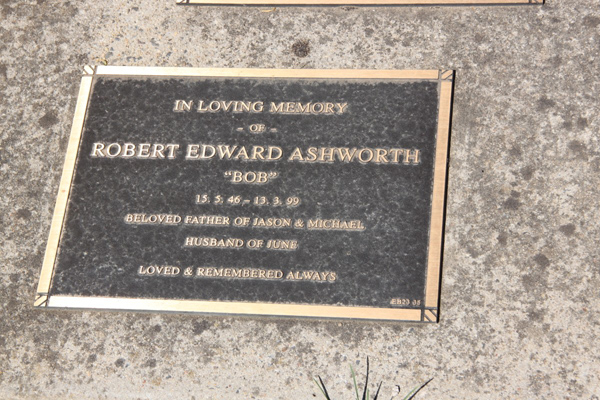 IN LOVING MEMORY
- OF -
ROBERT EDWARD ASHWORTH
"BOB"
15. 5. 46 - 13. 3. 99
BELOVED FATHER OF JASON & MICHAEL
HUSBAND OF JUNE
LOVED & REMEMBERED ALWAYS